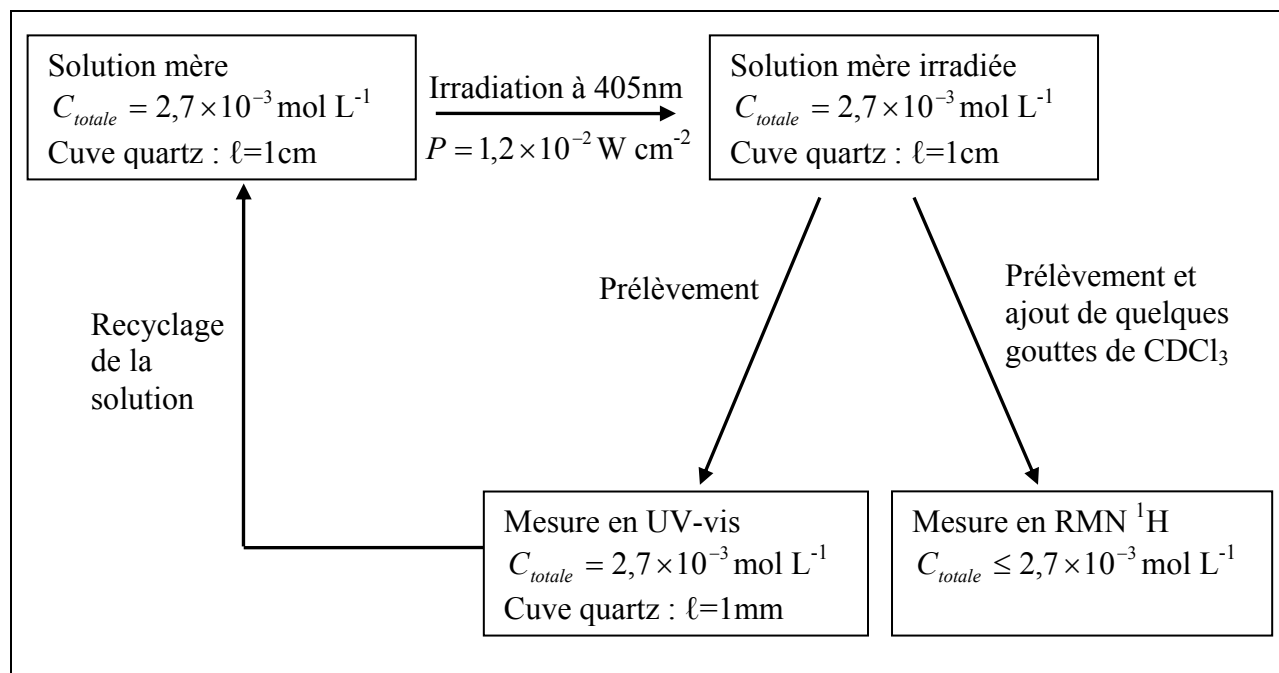 Solution mère
C_totale = 2,7×10⁻³ mol L⁻¹
Cuve quartz : ℓ=1cm
Irradiation à 405nm
P = 1,2×10⁻² W cm⁻²
Solution mère irradiée
C_totale = 2,7×10⁻³ mol L⁻¹
Cuve quartz : ℓ=1cm
Prélèvement
Prélèvement et
ajout de quelques
gouttes de CDCl₃
Recyclage
de la
solution
Mesure en UV-vis
C_totale = 2,7×10⁻³ mol L⁻¹
Cuve quartz : ℓ=1mm
Mesure en RMN ¹H
C_totale ≤ 2,7×10⁻³ mol L⁻¹